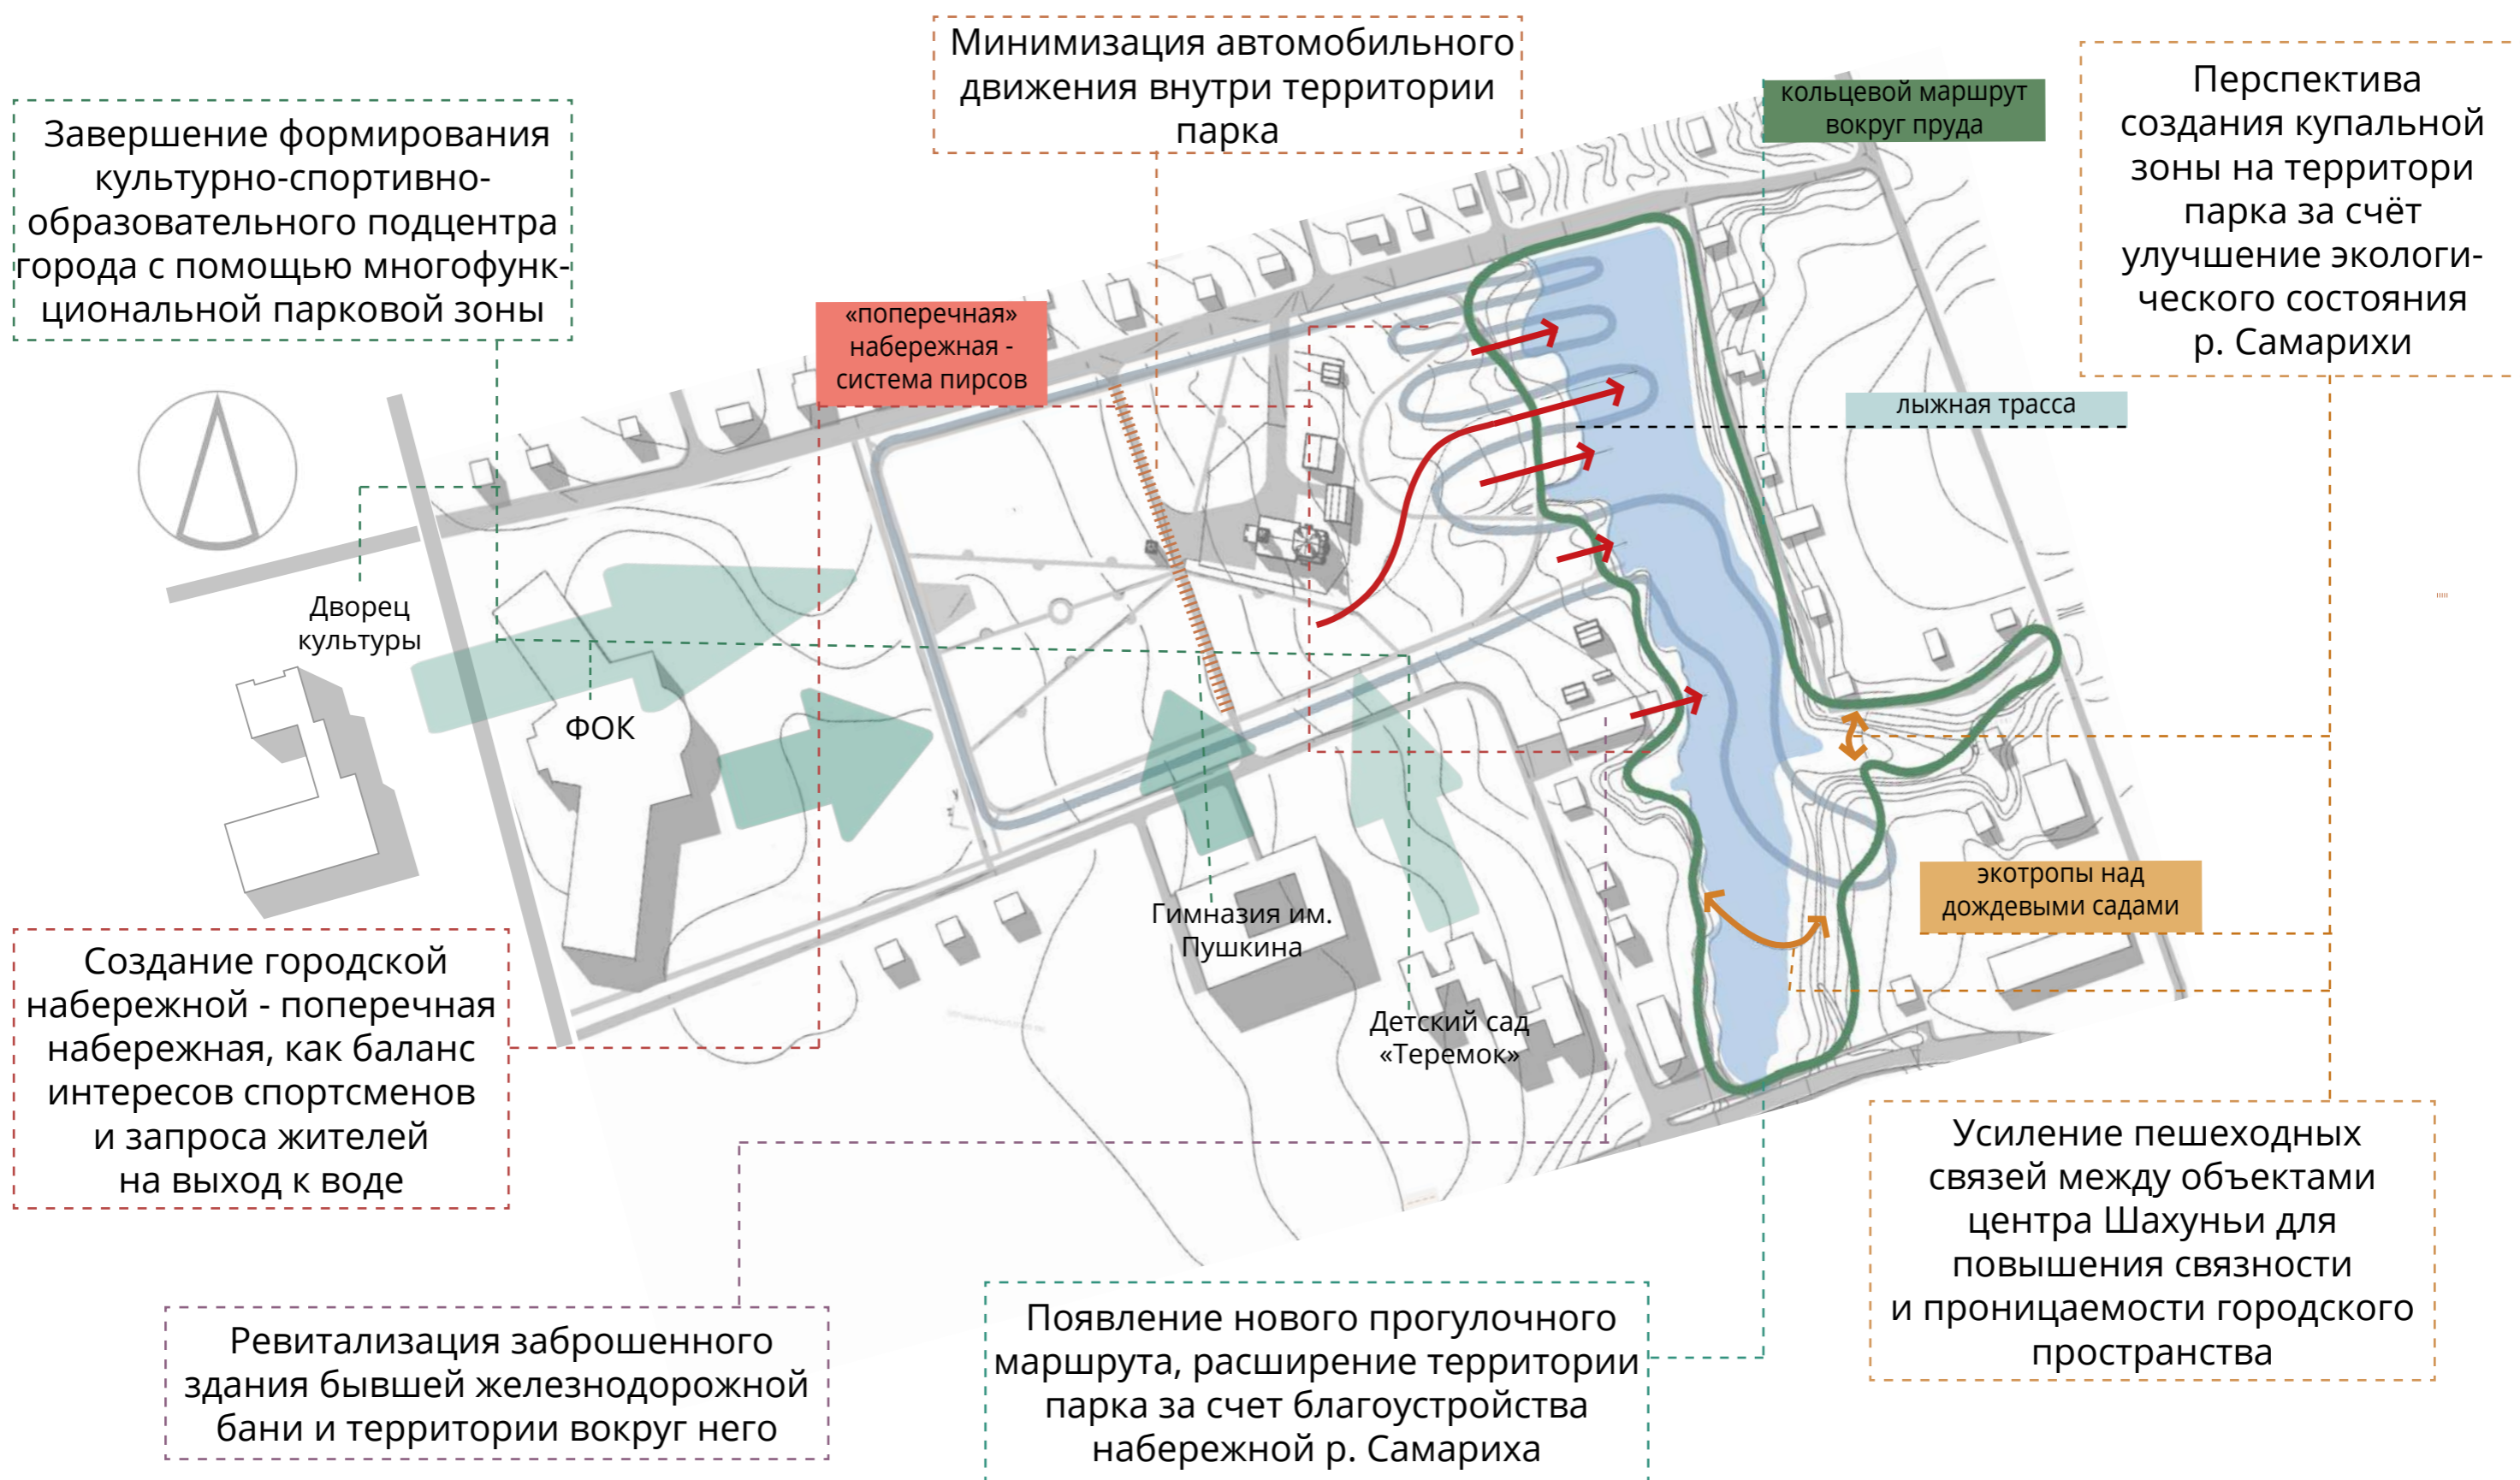 Минимизация автомобильного
движения внутри территории
парка
Перспектива
создания купальной
зоны на территори
парка за счёт
улучшение экологи-
ческого состояния
р. Самарихи
кольцевой маршрут
вокруг пруда
Завершение формирования
культурно-спортивно-
образовательного подцентра
города с помощью многофунк-
циональной парковой зоны
«поперечная»
набережная -
система пирсов
лыжная трасса
Дворец
культуры
ФОК
экотропы над
дождевыми садами
Гимназия им.
Пушкина
Детский сад
«Теремок»
Создание городской
набережной - поперечная
набережная, как баланс
интересов спортсменов
и запроса жителей
на выход к воде
Усиление пешеходных
связей между объектами
центра Шахуньи для
повышения связности
и проницаемости городского
пространства
Ревитализация заброшенного
здания бывшей железнодорожной
бани и территории вокруг него
Появление нового прогулочного
маршрута, расширение территории
парка за счет благоустройства
набережной р. Самариха